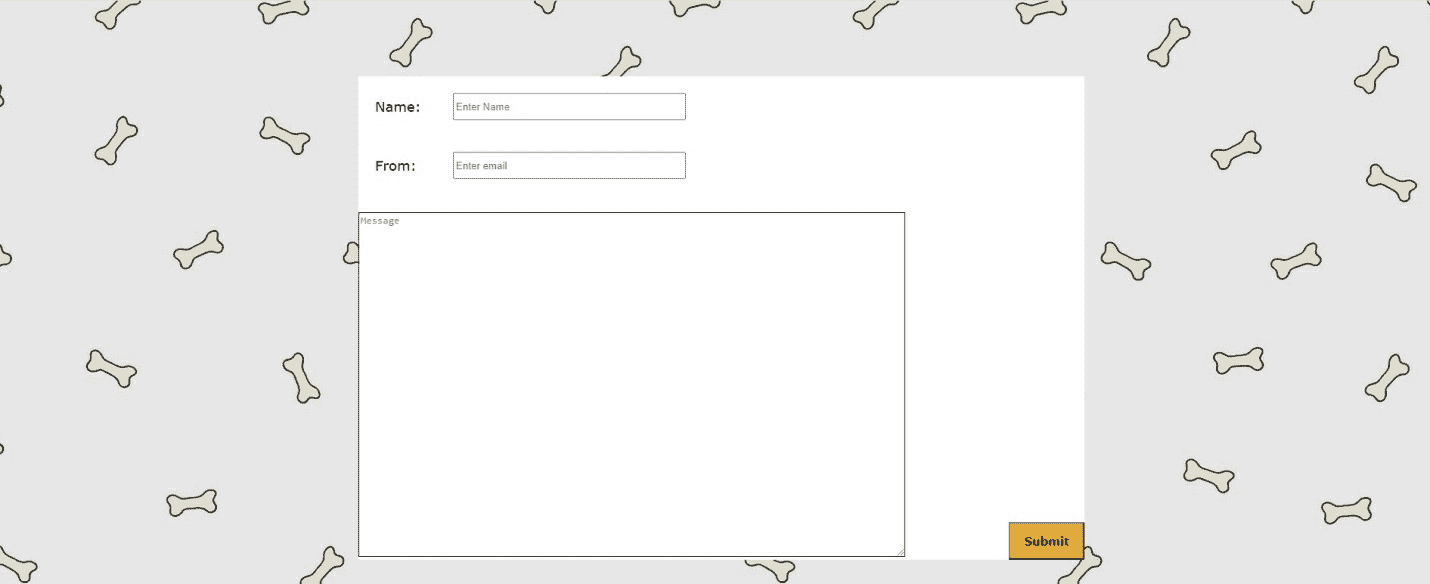 Name:
Enter Name
From:
Enter email
Message
Submit